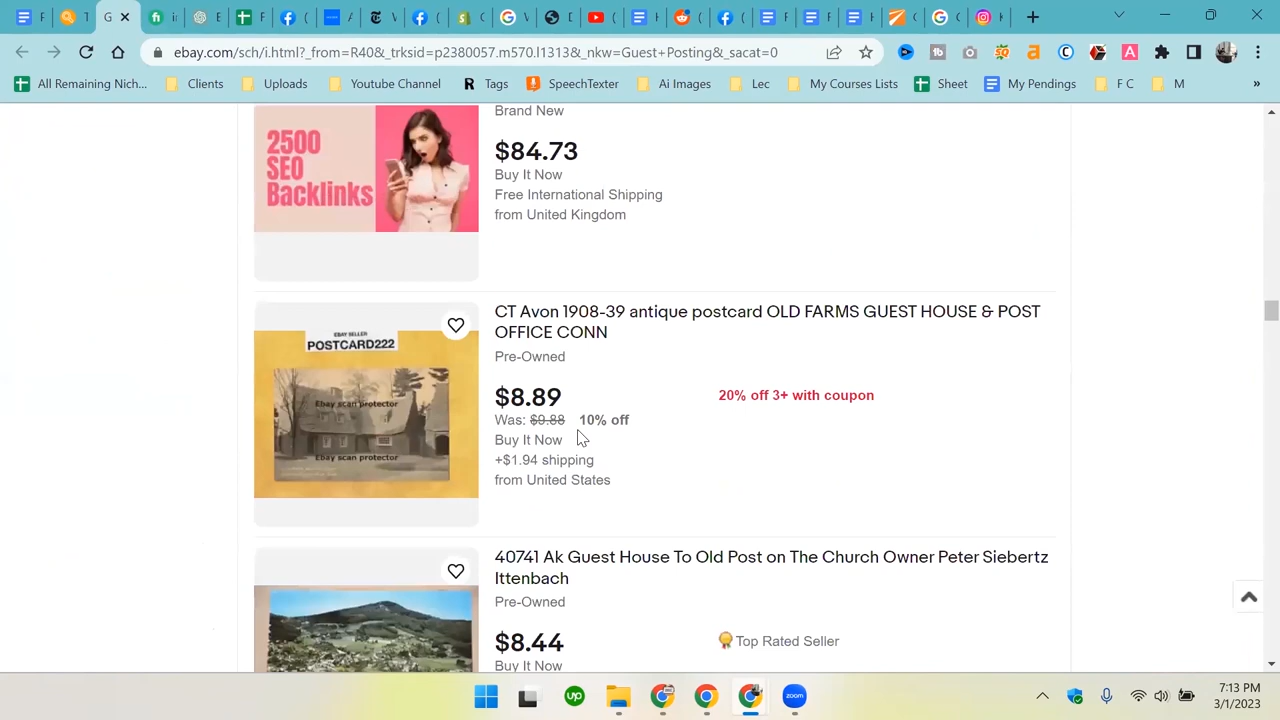 G
ebay.com/sch/i.html?_from=R40&_trksid=p2380057.m570.l1313&_nkw=Guest+Posting&_sacat=0
All Remaining Nich...
Clients
Uploads
Youtube Channel
R Tags
SpeechTexter
Ai Images
Lec
My Courses Lists
Sheet
My Pendings
F C
M
»
Brand New
2500
SEO
Backlinks
$84.73
Buy It Now
Free International Shipping
from United Kingdom
CT Avon 1908-39 antique postcard OLD FARMS GUEST HOUSE & POST
OFFICE CONN
EBAY SELLER
POSTCARD222
Pre-Owned
Ebay scan protector
$8.89
20% off 3+ with coupon
Was: $9.88 10% off
Buy It Now
Ebay scan protector
+$1.94 shipping
from United States
40741 Ak Guest House To Old Post on The Church Owner Peter Siebertz
Ittenbach
Pre-Owned
$8.44
Top Rated Seller
Buy It Now
up
zoom
7:13 PM
3/1/2023